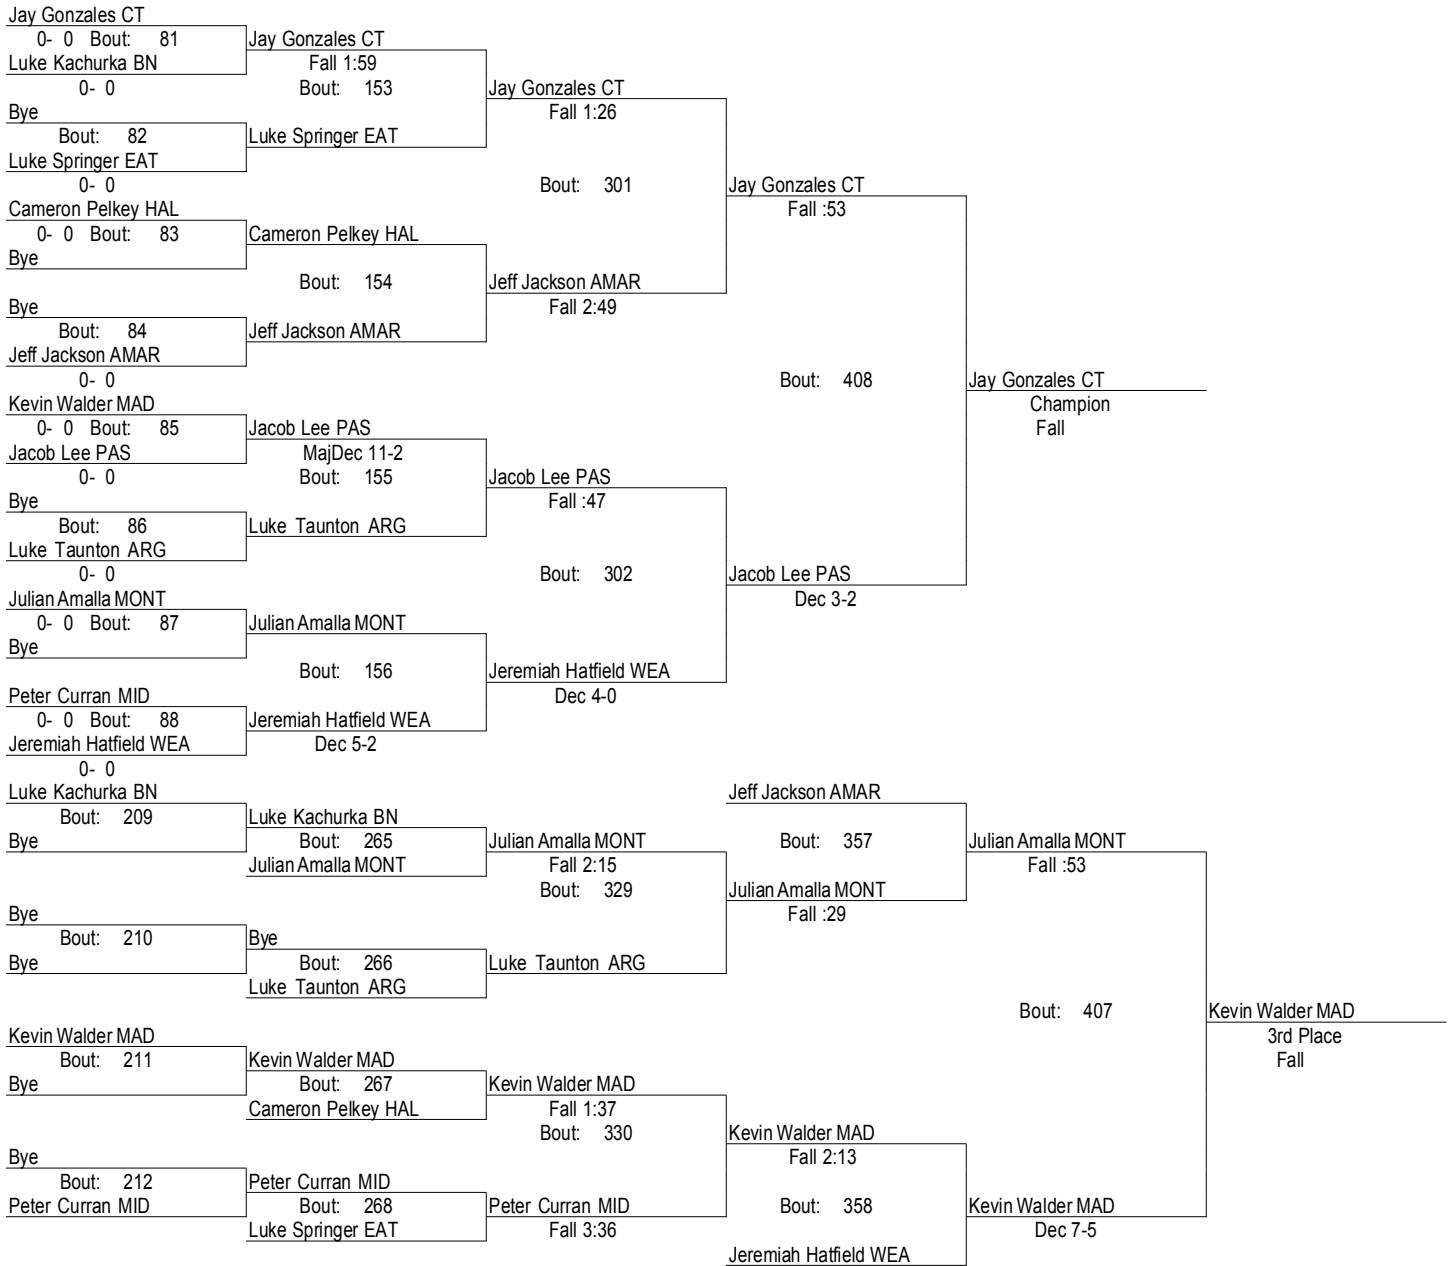 Jay Gonzales CT
0- 0 Bout: 81 Jay Gonzales CT
Luke Kachurka BN Fall 1:59
0- 0 Bout: 153 Jay Gonzales CT
Bye Fall 1:26
Bout: 82 Luke Springer EAT
Luke Springer EAT
0- 0 Bout: 301 Jay Gonzales CT
Cameron Pelkey HAL Fall :53
0- 0 Bout: 83 Cameron Pelkey HAL
Bye
Bout: 154 Jeff Jackson AMAR
Bye Fall 2:49
Bout: 84 Jeff Jackson AMAR
Jeff Jackson AMAR
0- 0 Bout: 408 Jay Gonzales CT
Kevin Walder MAD Champion
0- 0 Bout: 85 Jacob Lee PAS Fall
Jacob Lee PAS MajDec 11-2
0- 0 Bout: 155 Jacob Lee PAS
Bye Fall :47
Bout: 86 Luke Taunton ARG
Luke Taunton ARG
0- 0 Bout: 302 Jacob Lee PAS
Julian Amalla MONT Dec 3-2
0- 0 Bout: 87 Julian Amalla MONT
Bye
Bout: 156 Jeremiah Hatfield WEA
Peter Curran MID Dec 4-0
0- 0 Bout: 88 Jeremiah Hatfield WEA
Jeremiah Hatfield WEA Dec 5-2
0- 0
Luke Kachurka BN Jeff Jackson AMAR
Bout: 209 Luke Kachurka BN
Bye Bout: 265 Julian Amalla MONT Bout: 357 Julian Amalla MONT
Julian Amalla MONT Fall 2:15 Fall :53
Bout: 329 Julian Amalla MONT
Bye Fall :29
Bout: 210 Bye
Bye Bout: 266 Luke Taunton ARG
Luke Taunton ARG
Bout: 407 Kevin Walder MAD
Kevin Walder MAD 3rd Place
Bout: 211 Kevin Walder MAD Fall
Bye Bout: 267 Kevin Walder MAD
Cameron Pelkey HAL Fall 1:37
Bout: 330 Kevin Walder MAD
Bye Fall 2:13
Bout: 212 Peter Curran MID
Peter Curran MID Bout: 268 Peter Curran MID Bout: 358 Kevin Walder MAD
Luke Springer EAT Fall 3:36 Dec 7-5
Jeremiah Hatfield WEA